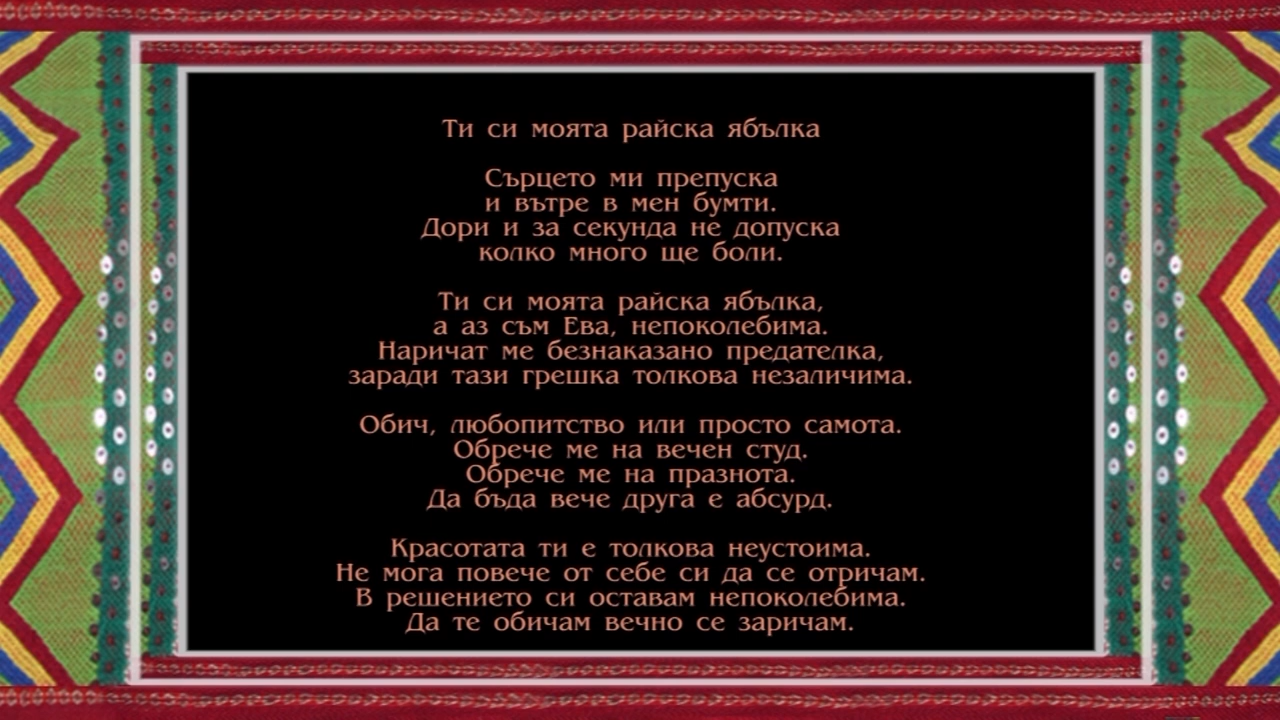 Ти си моята райска ябълка
Сърцето ми препуска
и вътре в мен бумти.
Дори и за секунда не допуска
колко много ще боли.
Ти си моята райска ябълка,
а аз съм Ева, непоколебима.
Наричат ме безнаказано предателка,
заради тази грешка толкова незаличима.
Обич, любопитство или просто самота.
Обрече ме на вечен студ.
Обрече ме на празнота.
Да бъда вече друга е абсурд.
Красотата ти е толкова неустоима.
Не мога повече от себе си да се отричам.
В решението си оставам непоколебима.
Да те обичам вечно се заричам.